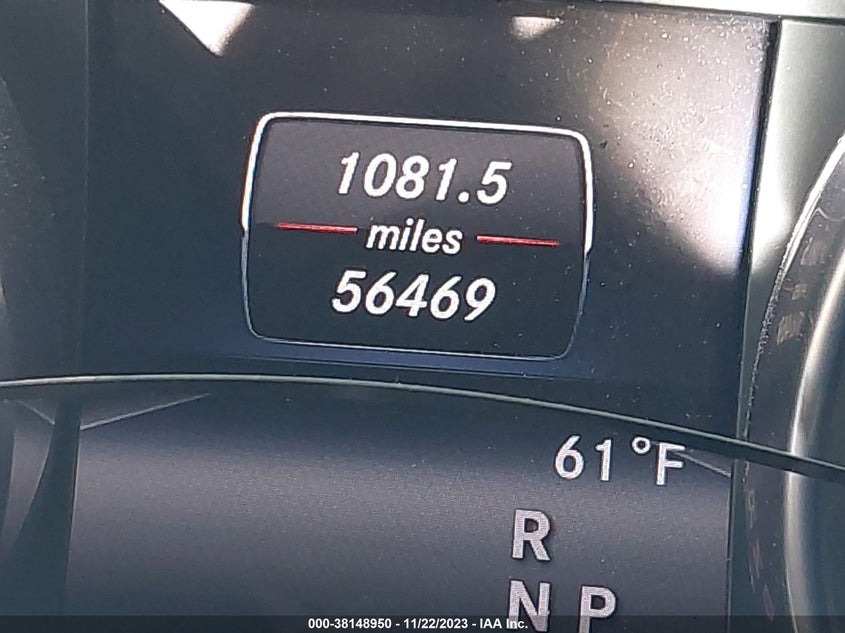 1081.5
miles
56469
61°F
R
N P
000-38148950 - 11/22/2023 - IAA Inc.